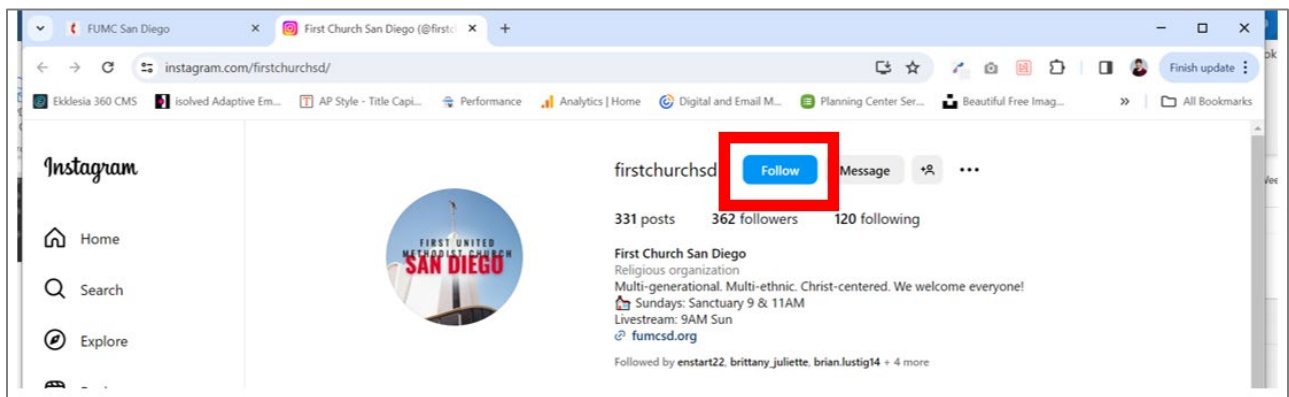 FUMC San Diego
First Church San Diego (@firstc
instagram.com/firstchurchsd/
Finish update
Ekklesia 360 CMS
isolved Adaptive Em...
AP Style - Title Capi...
Performance
Analytics | Home
Digital and Email M...
Planning Center Ser...
Beautiful Free Imag...
All Bookmarks
Instagram
firstchurchsd
Follow
Message
331 posts 362 followers 120 following
Home
Search
Explore
FIRST UNITED
METHODIST CHURCH
SAN DIEGO
First Church San Diego
Religious organization
Multi-generational. Multi-ethnic. Christ-centered. We welcome everyone!
Sundays: Sanctuary 9 & 11AM
Livestream: 9AM Sun
fumcsd.org
Followed by enstart22, brittany_juliette, brian.lustig14 + 4 more